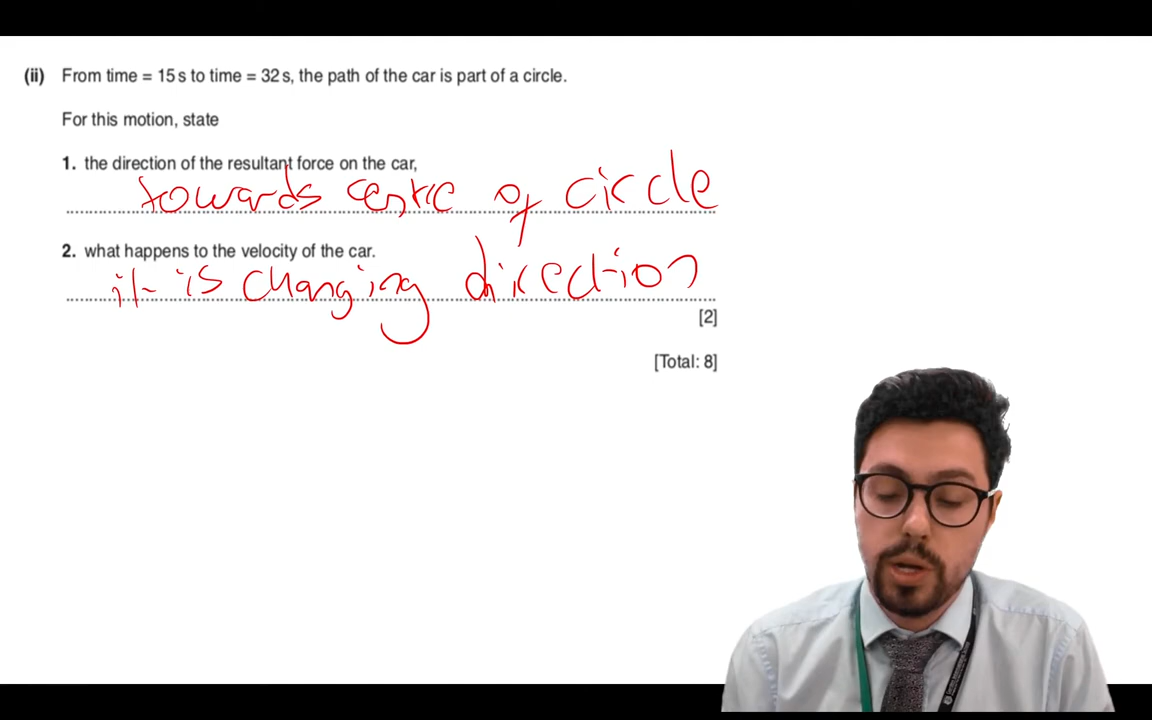 (ii) From time = 15 s to time = 32 s, the path of the car is part of a circle.
For this motion, state
1. the direction of the resultant force on the car,
towards centre of circle
2. what happens to the velocity of the car.
it is changing direction
[2]
[Total: 8]